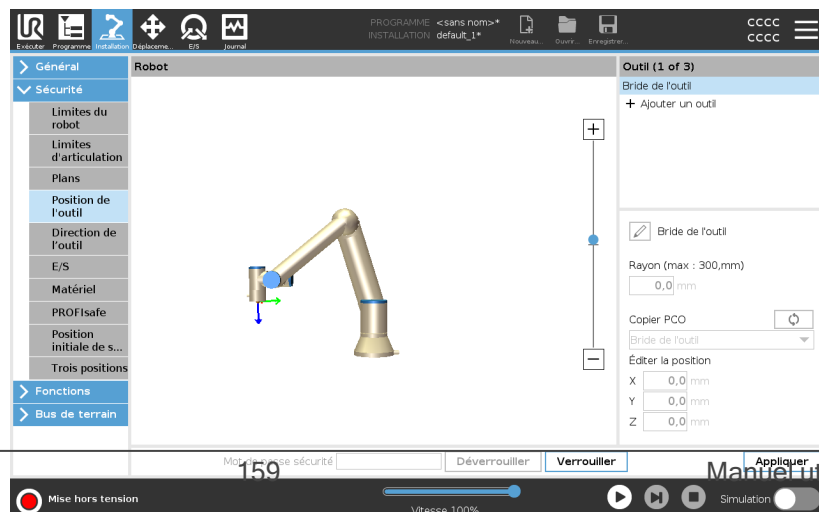 PROGRAMME <sans nom>*
INSTALLATION default_1*
CCCC
CCCC
Exécuter Programme Installation Déplaceme... E/S Journal Nouveau... Ouvrir... Enregistrer...
Général
Sécurité
Limites du
robot
Limites
d'articulation
Plans
Position de
l'outil
Direction de
l'outil
E/S
Matériel
PROFIsafe
Position
initiale de s...
Trois positions
Fonctions
Bus de terrain
Robot
Outil (1 of 3)
Bride de l'outil
+ Ajouter un outil
Bride de l'outil
Rayon (max : 300,mm)
0,0 mm
Copier PCO
Bride de l'outil
Éditer la position
X 0,0 mm
Y 0,0 mm
Z 0,0 mm
Mot de passe sécurité Déverrouiller Verrouiller Appliquer
159 Manuel ut
Mise hors tension
Vitesse 100%
Simulation